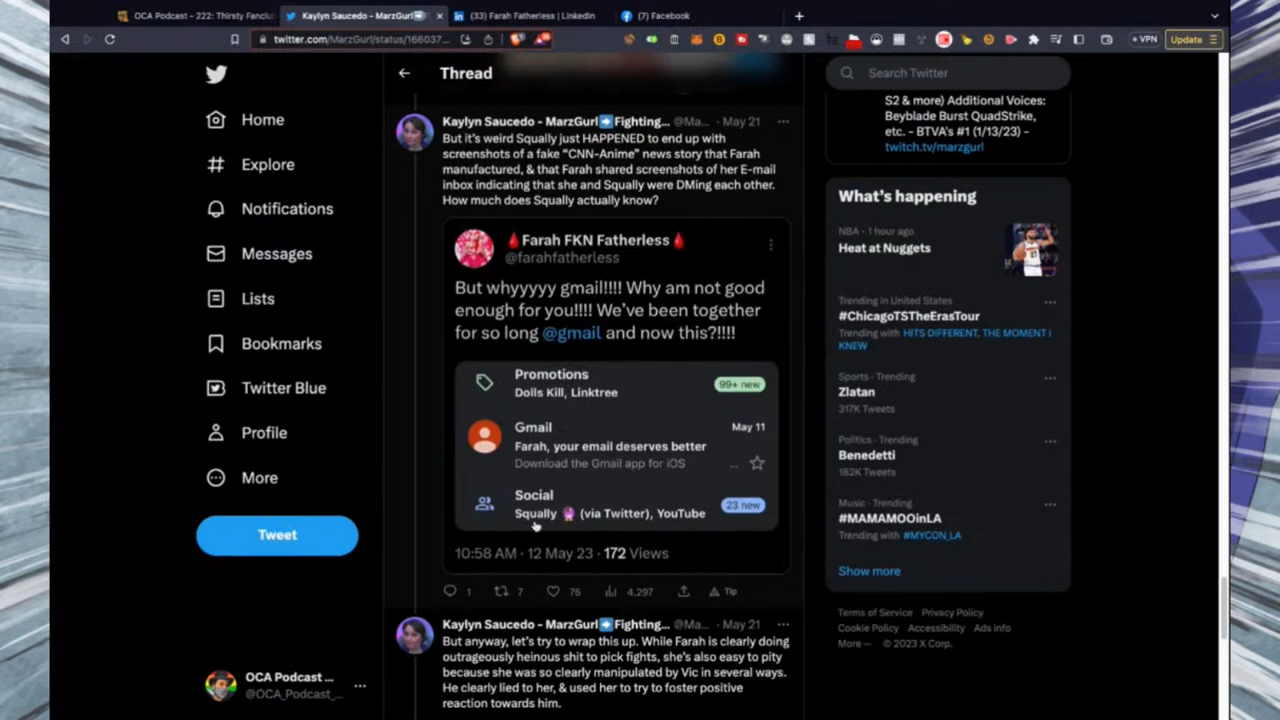 OCA Podcast - 222: Thirsty Fanclu
Kaylyn Saucedo - MarzGurl
(33) Farah Fatherless | LinkedIn
(7) Facebook
twitter.com/MarzGurl/status/166037...
VPN
Update
Home
Explore
Notifications
Messages
Lists
Bookmarks
Twitter Blue
Profile
More
Tweet
OCA Podcast ...
@OCA_Podcast_...
Thread
Kaylyn Saucedo - MarzGurl➡️Fighting... @Ma... · May 21
But it's weird Squally just HAPPENED to end up with
screenshots of a fake "CNN-Anime" news story that Farah
manufactured, & that Farah shared screenshots of her E-mail
inbox indicating that she and Squally were DMing each other.
How much does Squally actually know?
🩸Farah FKN Fatherless🩸
@farahfatherless
But whyyyyy gmail!!!! Why am not good
enough for you!!!! We've been together
for so long @gmail and now this?!!!!
Promotions
Dolls Kill, Linktree
99+ new
Gmail
May 11
Farah, your email deserves better
Download the Gmail app for iOS
...
Social
Squally 🔮 (via Twitter), YouTube
23 new
10:58 AM · 12 May 23 · 172 Views
1
7
76
4,297
Tip
Kaylyn Saucedo - MarzGurl➡️Fighting... @Ma... · May 21
But anyway, let's try to wrap this up. While Farah is clearly doing
outrageously heinous shit to pick fights, she's also easy to pity
because she was so clearly manipulated by Vic in several ways.
He clearly lied to her, & used her to try to foster positive
reaction towards him.
Search Twitter
S2 & more) Additional Voices:
Beyblade Burst QuadStrike,
etc. - BTVA's #1 (1/13/23) -
twitch.tv/marzgurl
What's happening
NBA · 1 hour ago
Heat at Nuggets
Trending in United States
#ChicagoTSTheErasTour
Trending with HITS DIFFERENT, THE MOMENT I
KNEW
Sports · Trending
Zlatan
317K Tweets
Politics · Trending
Benedetti
182K Tweets
Music · Trending
#MAMAMOOinLA
Trending with #MYCON_LA
Show more
Terms of Service Privacy Policy
Cookie Policy Accessibility Ads info
More ··· © 2023 X Corp.